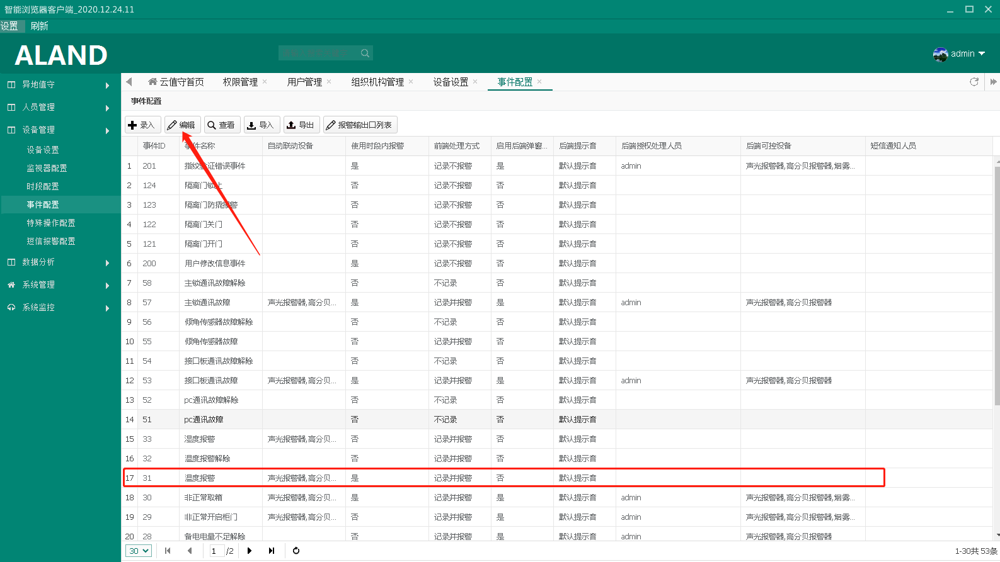 智能浏览器客户端_2020.12.24.11
设置 刷新
ALAND
admin
异地值守
人员管理
设备管理
设备设置
监视器配置
时段配置
事件配置
特殊操作配置
短信报警配置
数据分析
系统管理
系统监控
云值守首页 权限管理 × 用户管理 × 组织机构管理 × 设备设置 × 事件配置 ×
事件配置
录入 编辑 查看 导入 导出 报警输出口列表
事件ID 事件名称 自动联动设备 使用时段内报警 前端处理方式 启用后端弹窗... 后端提示音 后端授权处理人员 后端可控设备 短信通知人员
1 201 指纹验证错误事件 是 记录不报警 是 默认提示音 admin 声光报警器,高分贝报警器,烟雾...
2 124 隔离门锁止 否 记录不报警 否 默认提示音
3 123 隔离门防撬报警 否 记录不报警 否 默认提示音
4 122 隔离门关门 否 记录不报警 否 默认提示音
5 121 隔离门开门 否 记录不报警 否 默认提示音
6 200 用户修改信息事件 是 记录不报警 否 默认提示音
7 58 主锁通讯故障解除 否 不记录 否 默认提示音
8 57 主锁通讯故障 声光报警器,高分贝... 是 记录并报警 是 默认提示音 admin 声光报警器,高分贝报警器
9 56 倾角传感器故障解除 否 不记录 否 默认提示音
10 55 倾角传感器故障 否 记录并报警 否 默认提示音
11 54 接口板通讯故障解除 否 不记录 否 默认提示音
12 53 接口板通讯故障 声光报警器,高分贝... 是 记录并报警 是 默认提示音 admin 声光报警器,高分贝报警器
13 52 pc通讯故障解除 否 不记录 否 默认提示音
14 51 pc通讯故障 否 不记录 否 默认提示音
15 33 湿度报警 声光报警器,高分贝... 否 记录并报警 否 默认提示音
16 32 温度报警解除 否 记录并报警 否 默认提示音
17 31 温度报警 声光报警器,高分贝... 是 记录并报警 否 默认提示音
18 30 非正常取箱 声光报警器,高分贝... 是 记录并报警 是 默认提示音 admin 声光报警器,高分贝报警器,烟雾...
19 29 非正常开启柜门 声光报警器,高分贝... 否 记录并报警 是 默认提示音 admin 声光报警器,高分贝报警器,烟雾...
20 28 备电电量不足解除 否 记录并报警 是 默认提示音 admin 声光报警器,高分贝报警器
30 1 /2 1-30共 53条